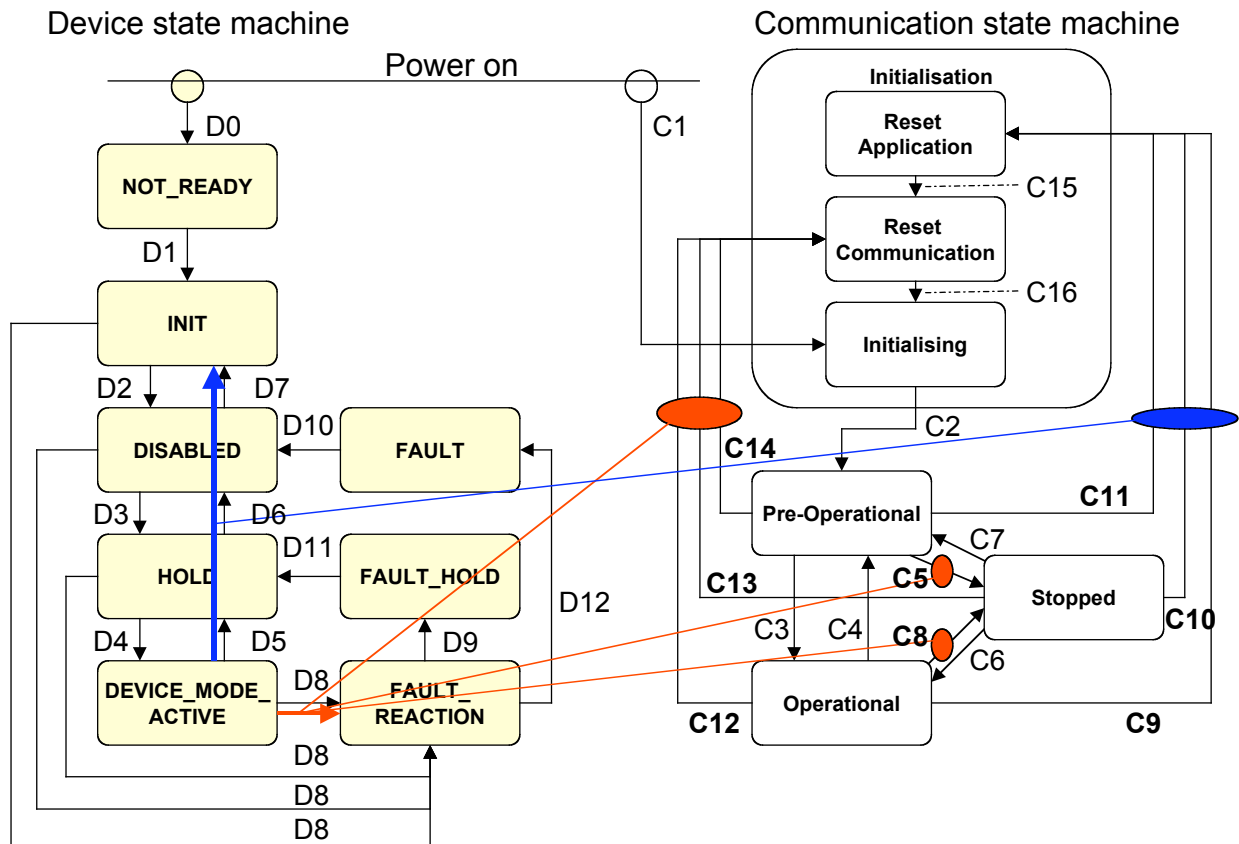 Device state machine
Communication state machine
Power on
Initialisation
D0
C1
Reset
Application
NOT_READY
C15
D1
Reset
Communication
C16
INIT
Initialising
D2
D7
D10
C2
DISABLED
FAULT
C14
D3
D6
Pre-Operational
C11
D11
C7
HOLD
FAULT_HOLD
C5
C13
Stopped
D12
C10
D4
D5
D9
C3
C4
C8
C6
D8
DEVICE_MODE_
ACTIVE
FAULT_
REACTION
Operational
C12
C9
D8
D8
D8